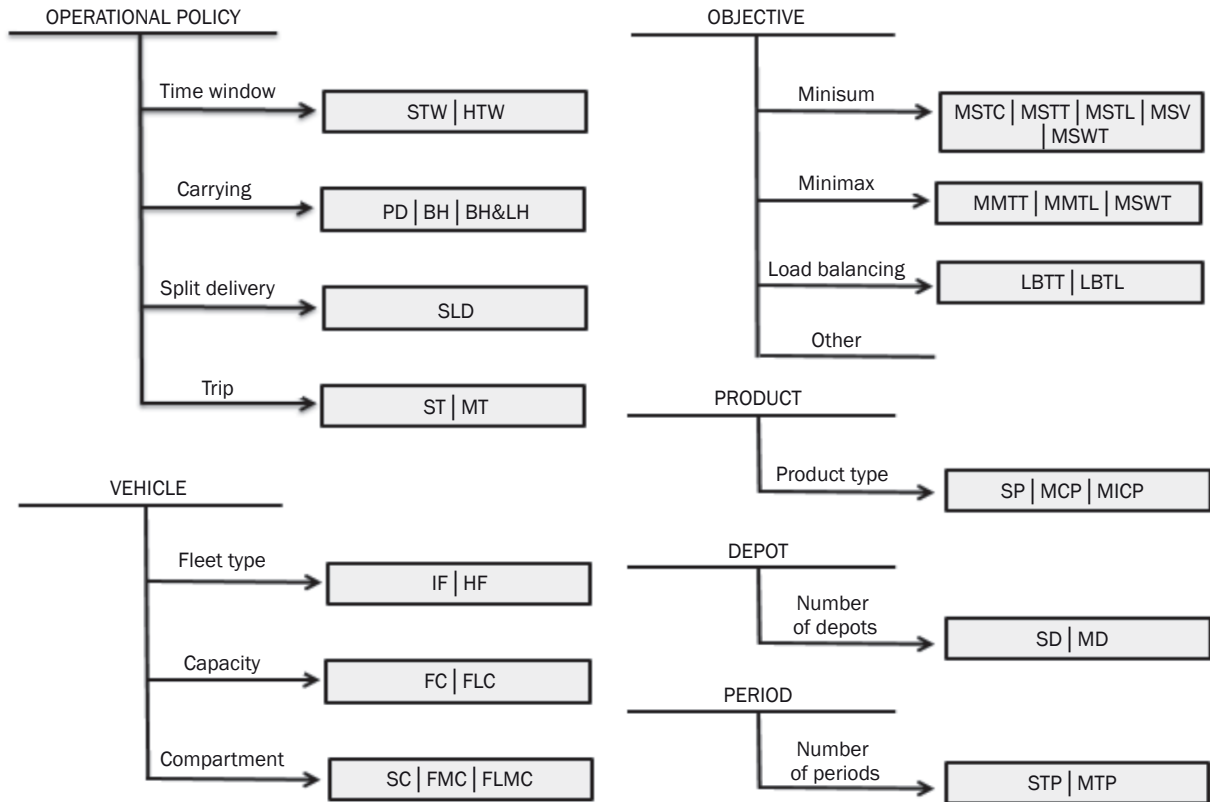 OPERATIONAL POLICY
Time window
STW | HTW
Carrying
PD | BH | BH&LH
Split delivery
SLD
Trip
ST | MT
VEHICLE
Fleet type
IF | HF
Capacity
FC | FLC
Compartment
SC | FMC | FLMC
OBJECTIVE
Minisum
MSTC | MSTT | MSTL | MSV
| MSWT
Minimax
MMTT | MMTL | MSWT
Load balancing
LBTT | LBTL
Other
PRODUCT
Product type
SP | MCP | MICP
DEPOT
Number
of depots
SD | MD
PERIOD
Number
of periods
STP | MTP